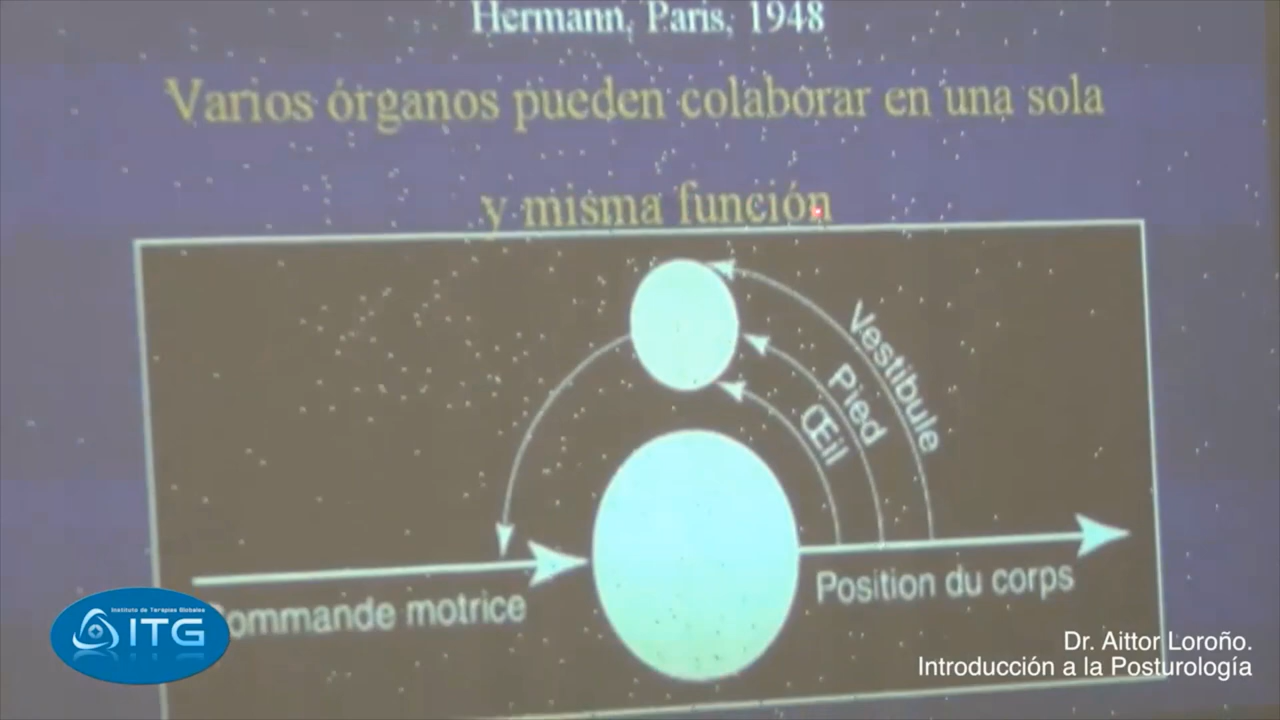 Hermann, Paris, 1948
Varios órganos pueden colaborar en una sola
y misma función
Vestibule
Pied
Œil
Position du corps
ommande motrice
Instituto de Terapias Globales
ITG
Dr. Aittor Loroño.
Introducción a la Posturología